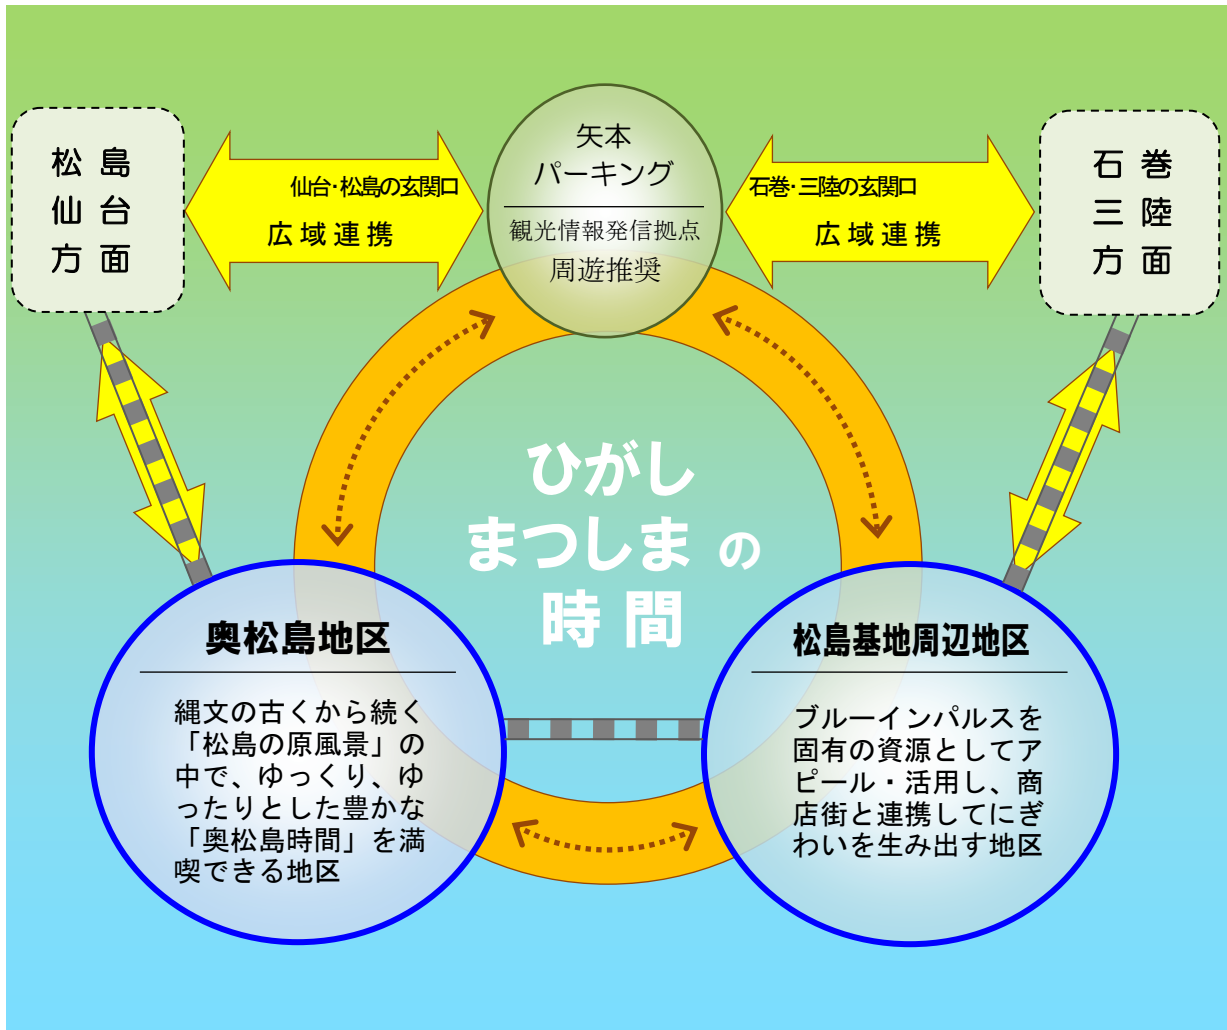 矢本
パーキング
観光情報発信拠点
周遊推奨
松島
仙台
方面
仙台・松島の玄関口
広域連携
石巻・三陸の玄関口
広域連携
石巻
三陸
方面
ひがし
まつしまの
時間
奥松島地区
縄文の古くから続く
「松島の原風景」の
中で、ゆっくり、ゆ
ったりとした豊かな
「奥松島時間」を満
喫できる地区
松島基地周辺地区
ブルーインパルスを
固有の資源としてア
ピール・活用し、商
店街と連携してにぎ
わいを生み出す地区